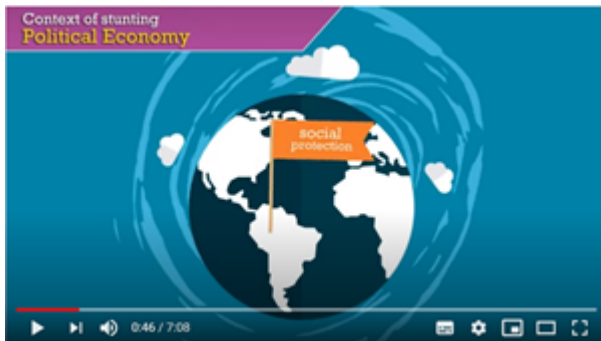 Context of stunting
Political Economy
social
protection
0:46 / 7:08